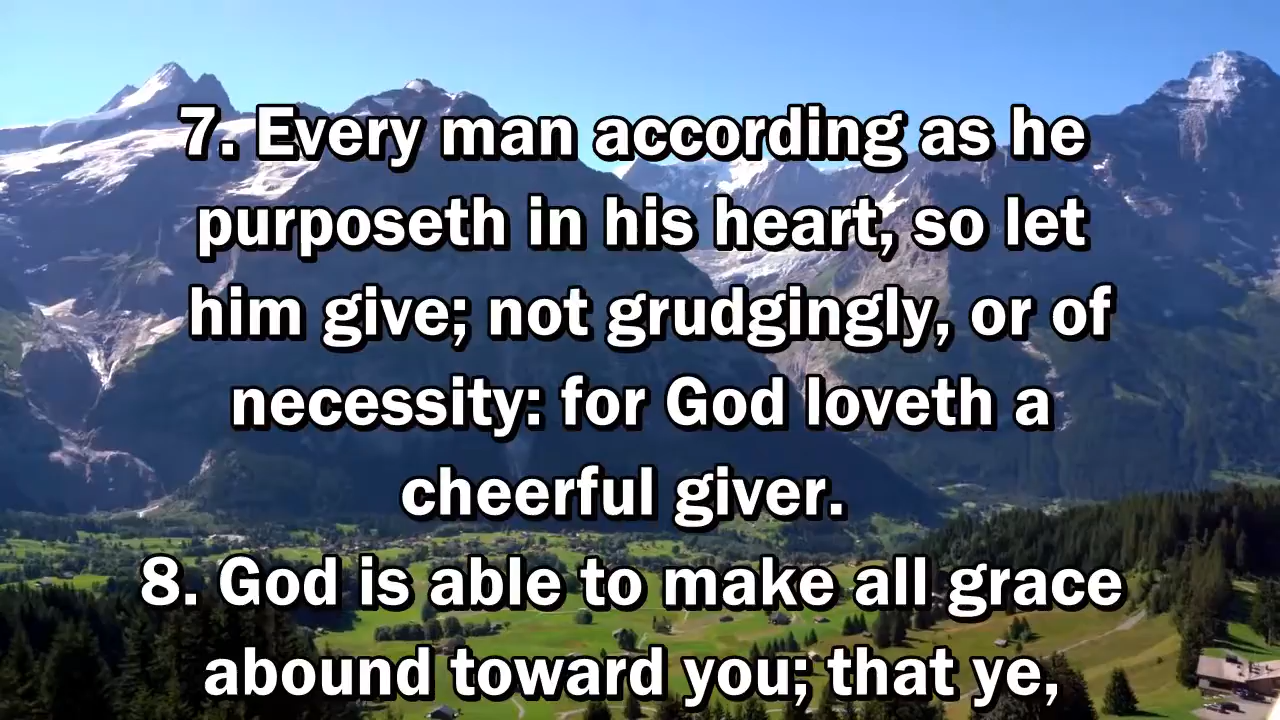 7. Every man according as he
purposeth in his heart, so let
him give; not grudgingly, or of
necessity: for God loveth a
cheerful giver.
8. God is able to make all grace
abound toward you; that ye,